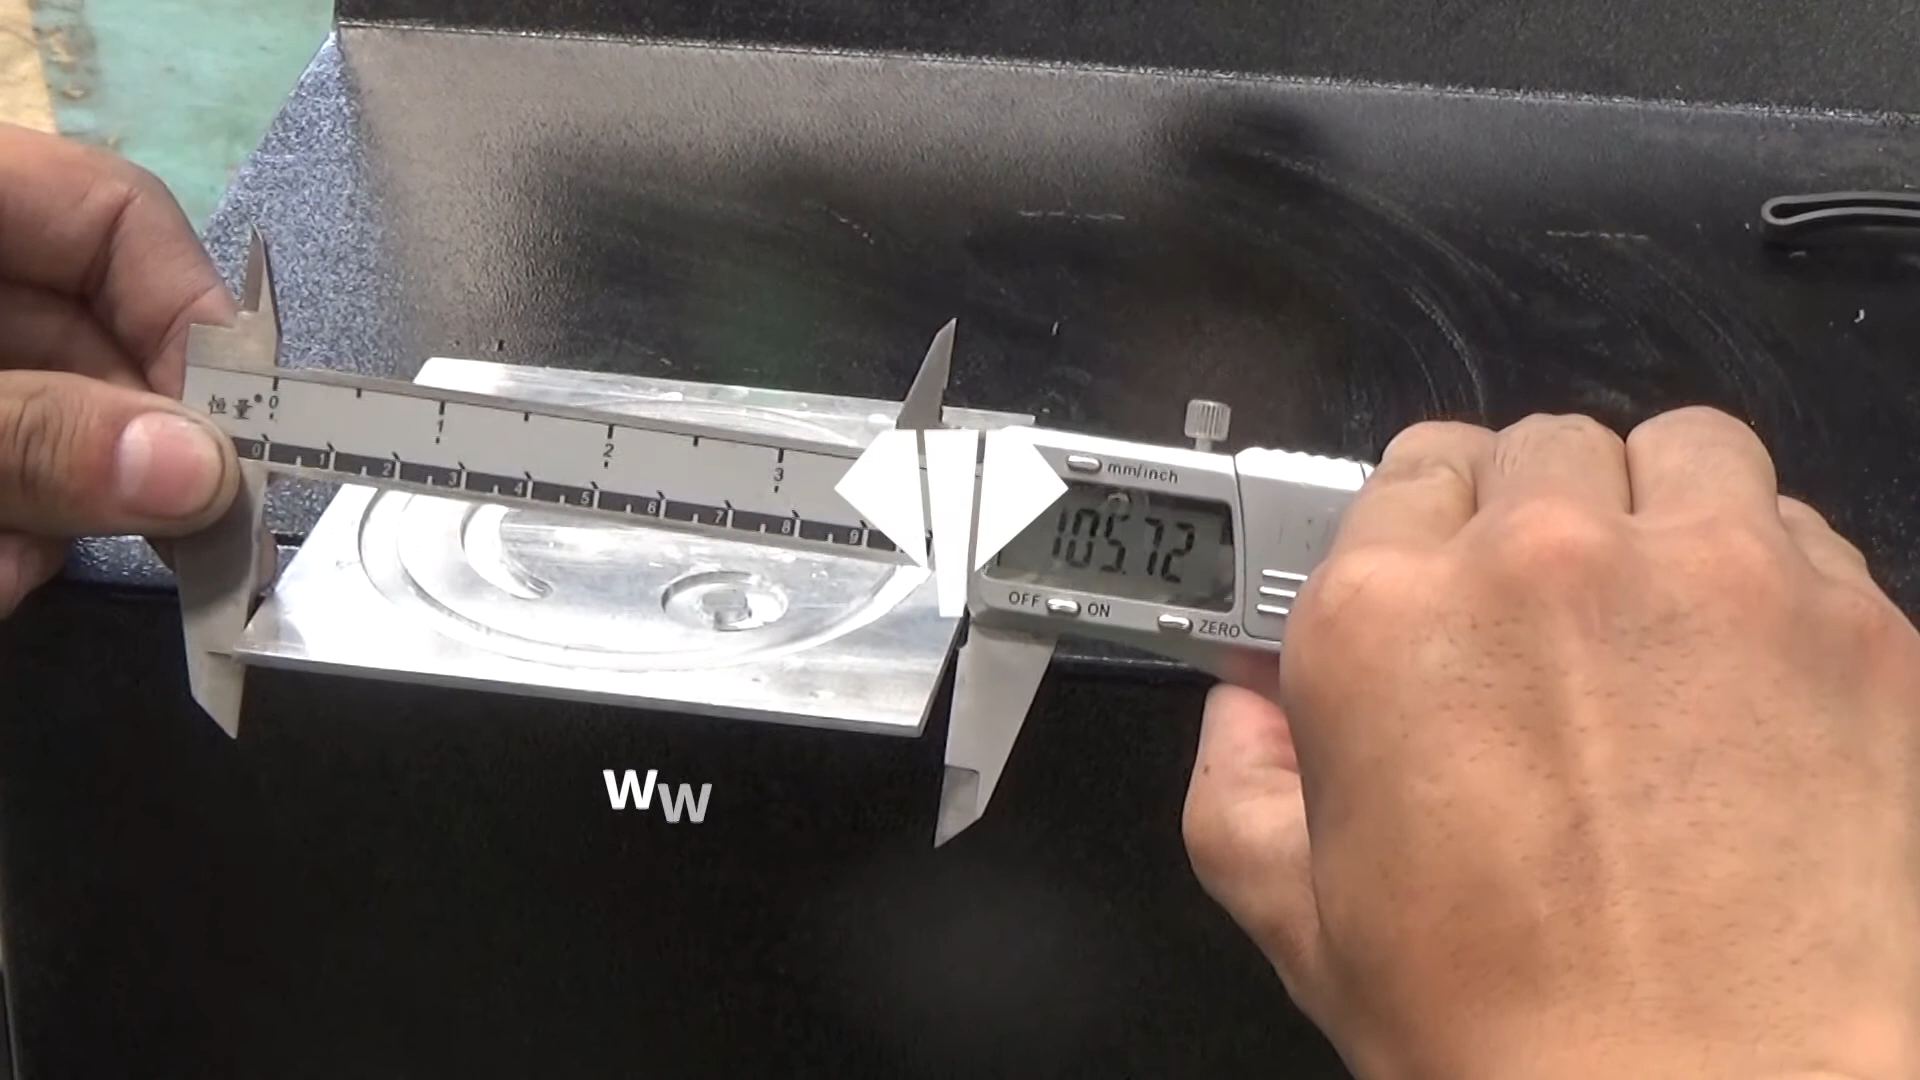 恒量® 0 1 2 3
0 1 2 3 4 5 6 7 8 9
mm/inch
105.72
OFF ON ZERO
WW